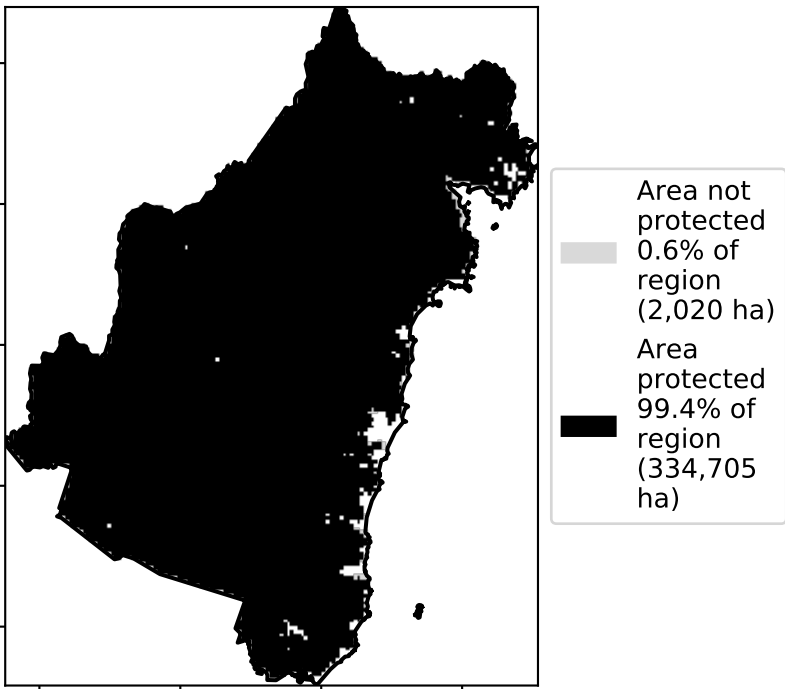 Area not
protected
0.6% of
region
(2,020 ha)
Area
protected
99.4% of
region
(334,705
ha)